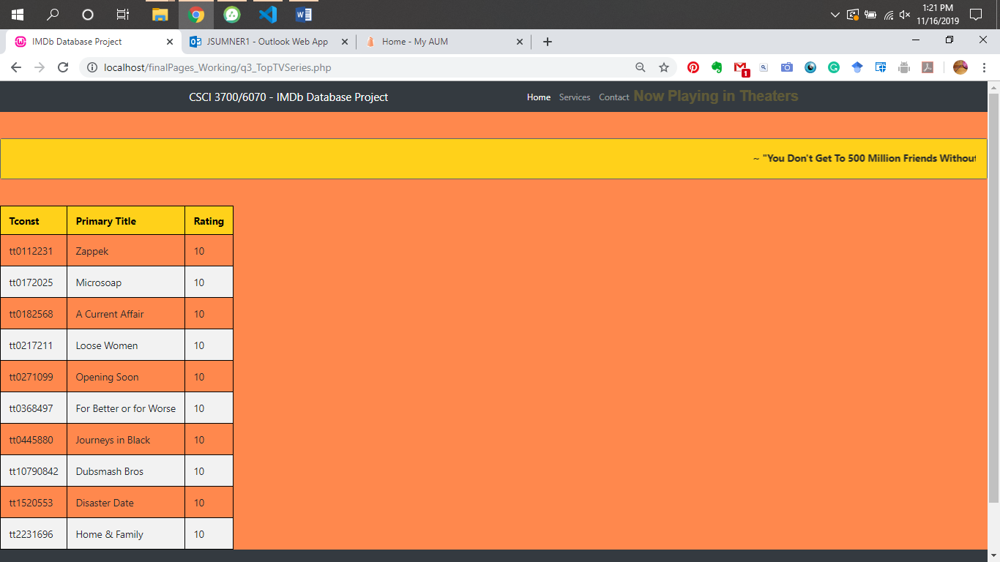 1:21 PM
11/16/2019
IMDb Database Project
JSUMNER1 - Outlook Web App
Home - My AUM
localhost/finalPages_Working/q3_TopTVSeries.php
1
CSCI 3700/6070 - IMDb Database Project
Home Services Contact Now Playing in Theaters
~ "You Don't Get To 500 Million Friends Without
Tconst Primary Title Rating
tt0112231 Zappek 10
tt0172025 Microsoap 10
tt0182568 A Current Affair 10
tt0217211 Loose Women 10
tt0271099 Opening Soon 10
tt0368497 For Better or for Worse 10
tt0445880 Journeys in Black 10
tt10790842 Dubsmash Bros 10
tt1520553 Disaster Date 10
tt2231696 Home & Family 10